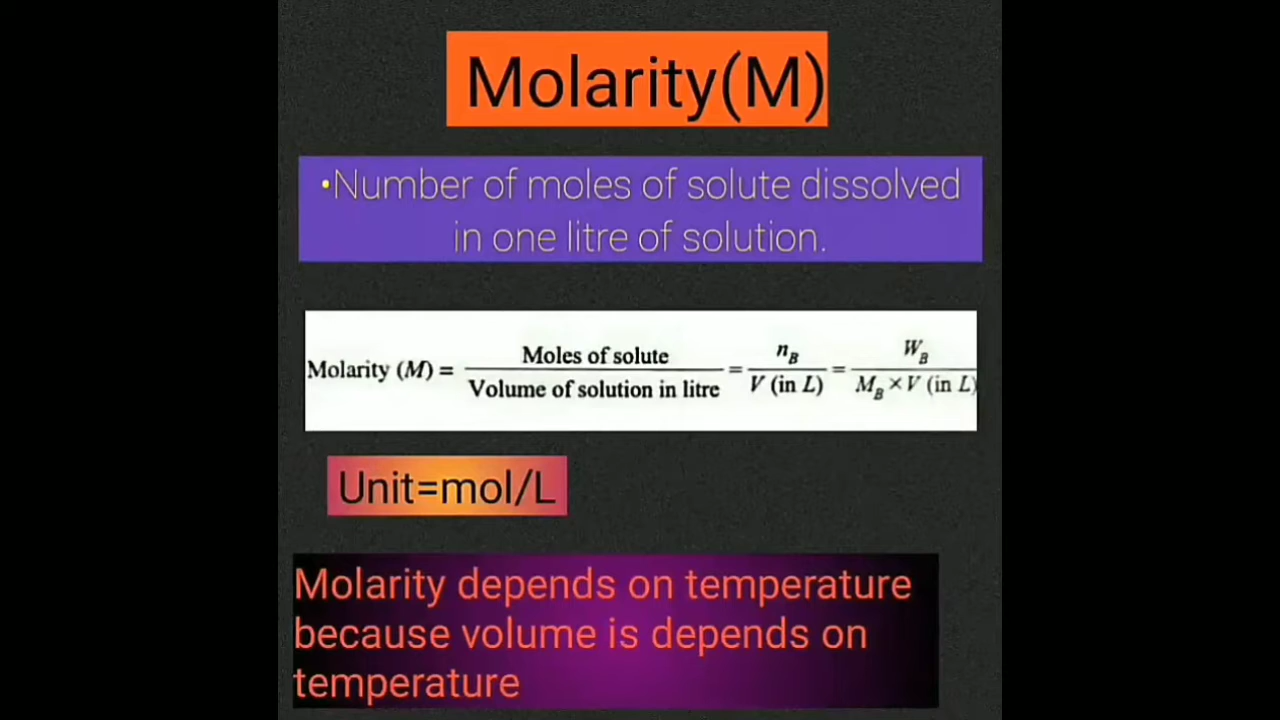 Molarity(M)
•Number of moles of solute dissolved
in one litre of solution.
Molarity (M) = Moles of solute / Volume of solution in litre = n_B / V (in L) = W_B / M_B × V (in L)
Unit=mol/L
Molarity depends on temperature
because volume is depends on
temperature